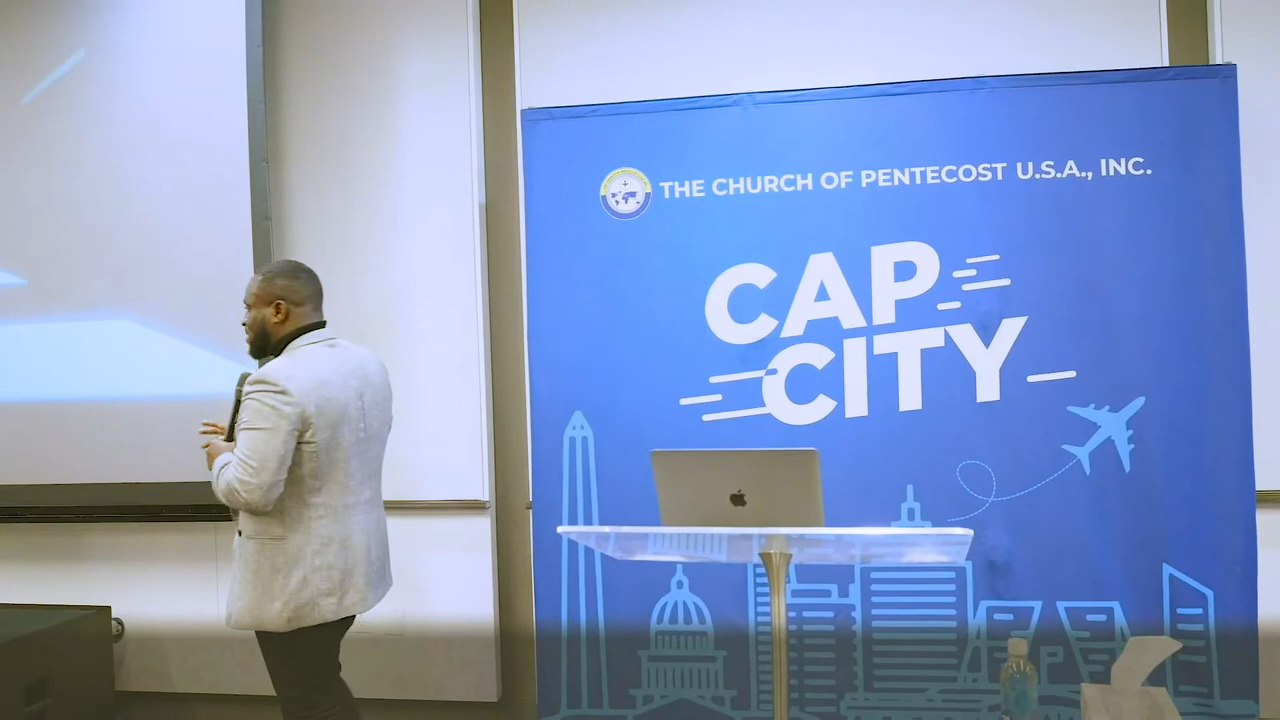 THE CHURCH OF PENTECOST U.S.A., INC.
CAP
CITY